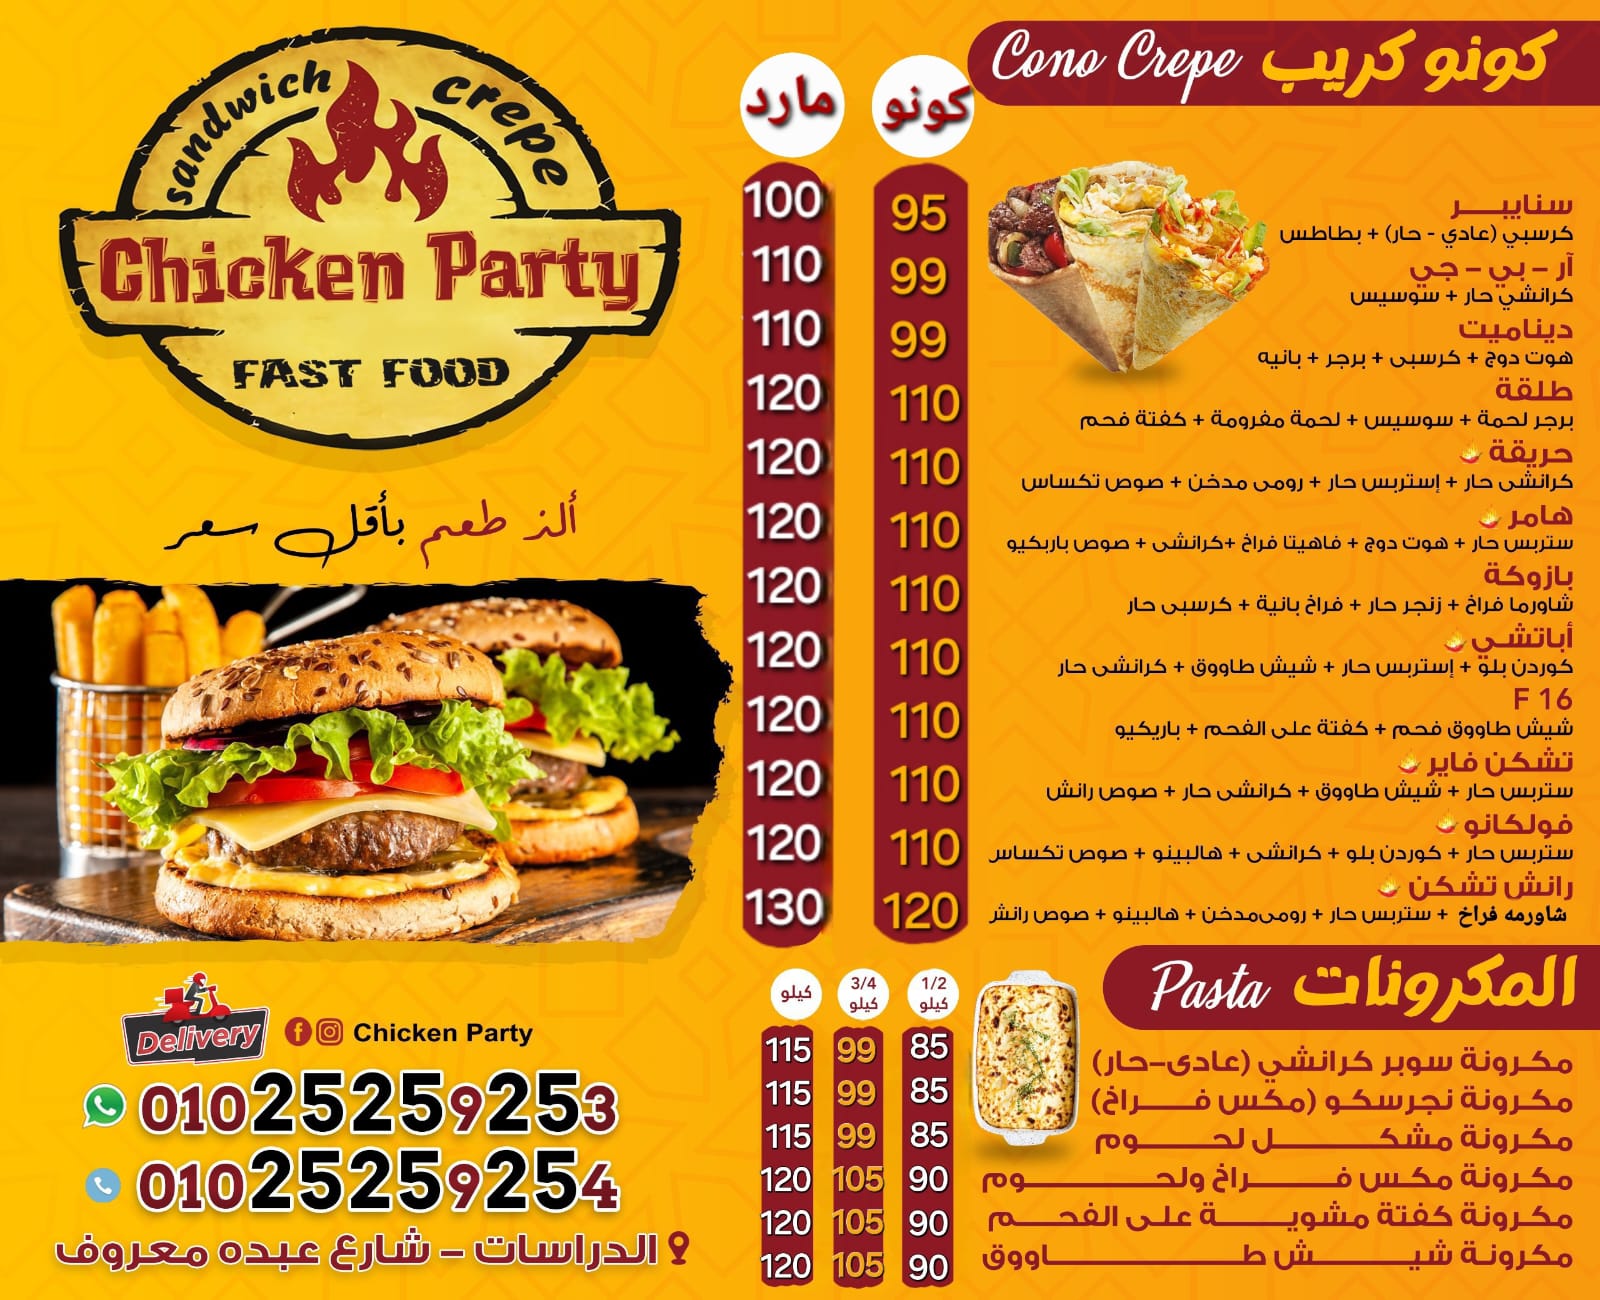 sandwich crepe
Chicken Party
FAST FOOD
ألذ طعم بأقل سعر
Delivery
Chicken Party
01025259253
01025259254
الدراسات – شارع عبده معروف
كونو كريب Cono Crepe
كونو مارد
سنايبر
كرسبي (عادي - حار) + بطاطس
95 100
آر – بي – جي
كرانشي حار + سوسيس
99 110
ديناميت
هوت دوج + كرسبى + برجر + بانيه
99 110
طلقة
برجر لحمة + سوسيس + لحمة مفرومة + كفتة فحم
110 120
حريقة
كرانشى حار + إستربس حار + رومى مدخن + صوص تكساس
110 120
هامر
ستربس حار + هوت دوج + فاهيتا فراخ +كرانشى + صوص باربكيو
110 120
بازوكة
شاورما فراخ + زنجر حار + فراخ بانية + كرسبى حار
110 120
أباتشي
كوردن بلو + إستربس حار + شيش طاووق + كرانشى حار
110 120
F 16
شيش طاووق فحم + كفتة على الفحم + باربكيو
110 120
تشكن فاير
ستربس حار + شيش طاووق + كرانشى حار + صوص رانش
110 120
فولكانو
ستربس حار + كوردن بلو + كرانشى + هالبينو + صوص تكساس
110 120
رانش تشكن
شاورمه فراخ + ستربس حار + رومى مدخن + هالبينو + صوص رانش
120 130
المكرونات Pasta
1/2 كيلو 3/4 كيلو كيلو
مكرونة سوبر كرانشي (عادى-حار) 85 99 115
مكرونة نجرسكو (مكس فراخ) 85 99 115
مكرونة مشكل لحوم 85 99 115
مكرونة مكس فراخ ولحوم 90 105 120
مكرونة كفتة مشوية على الفحم 90 105 120
مكرونة شيش طاووق 90 105 120